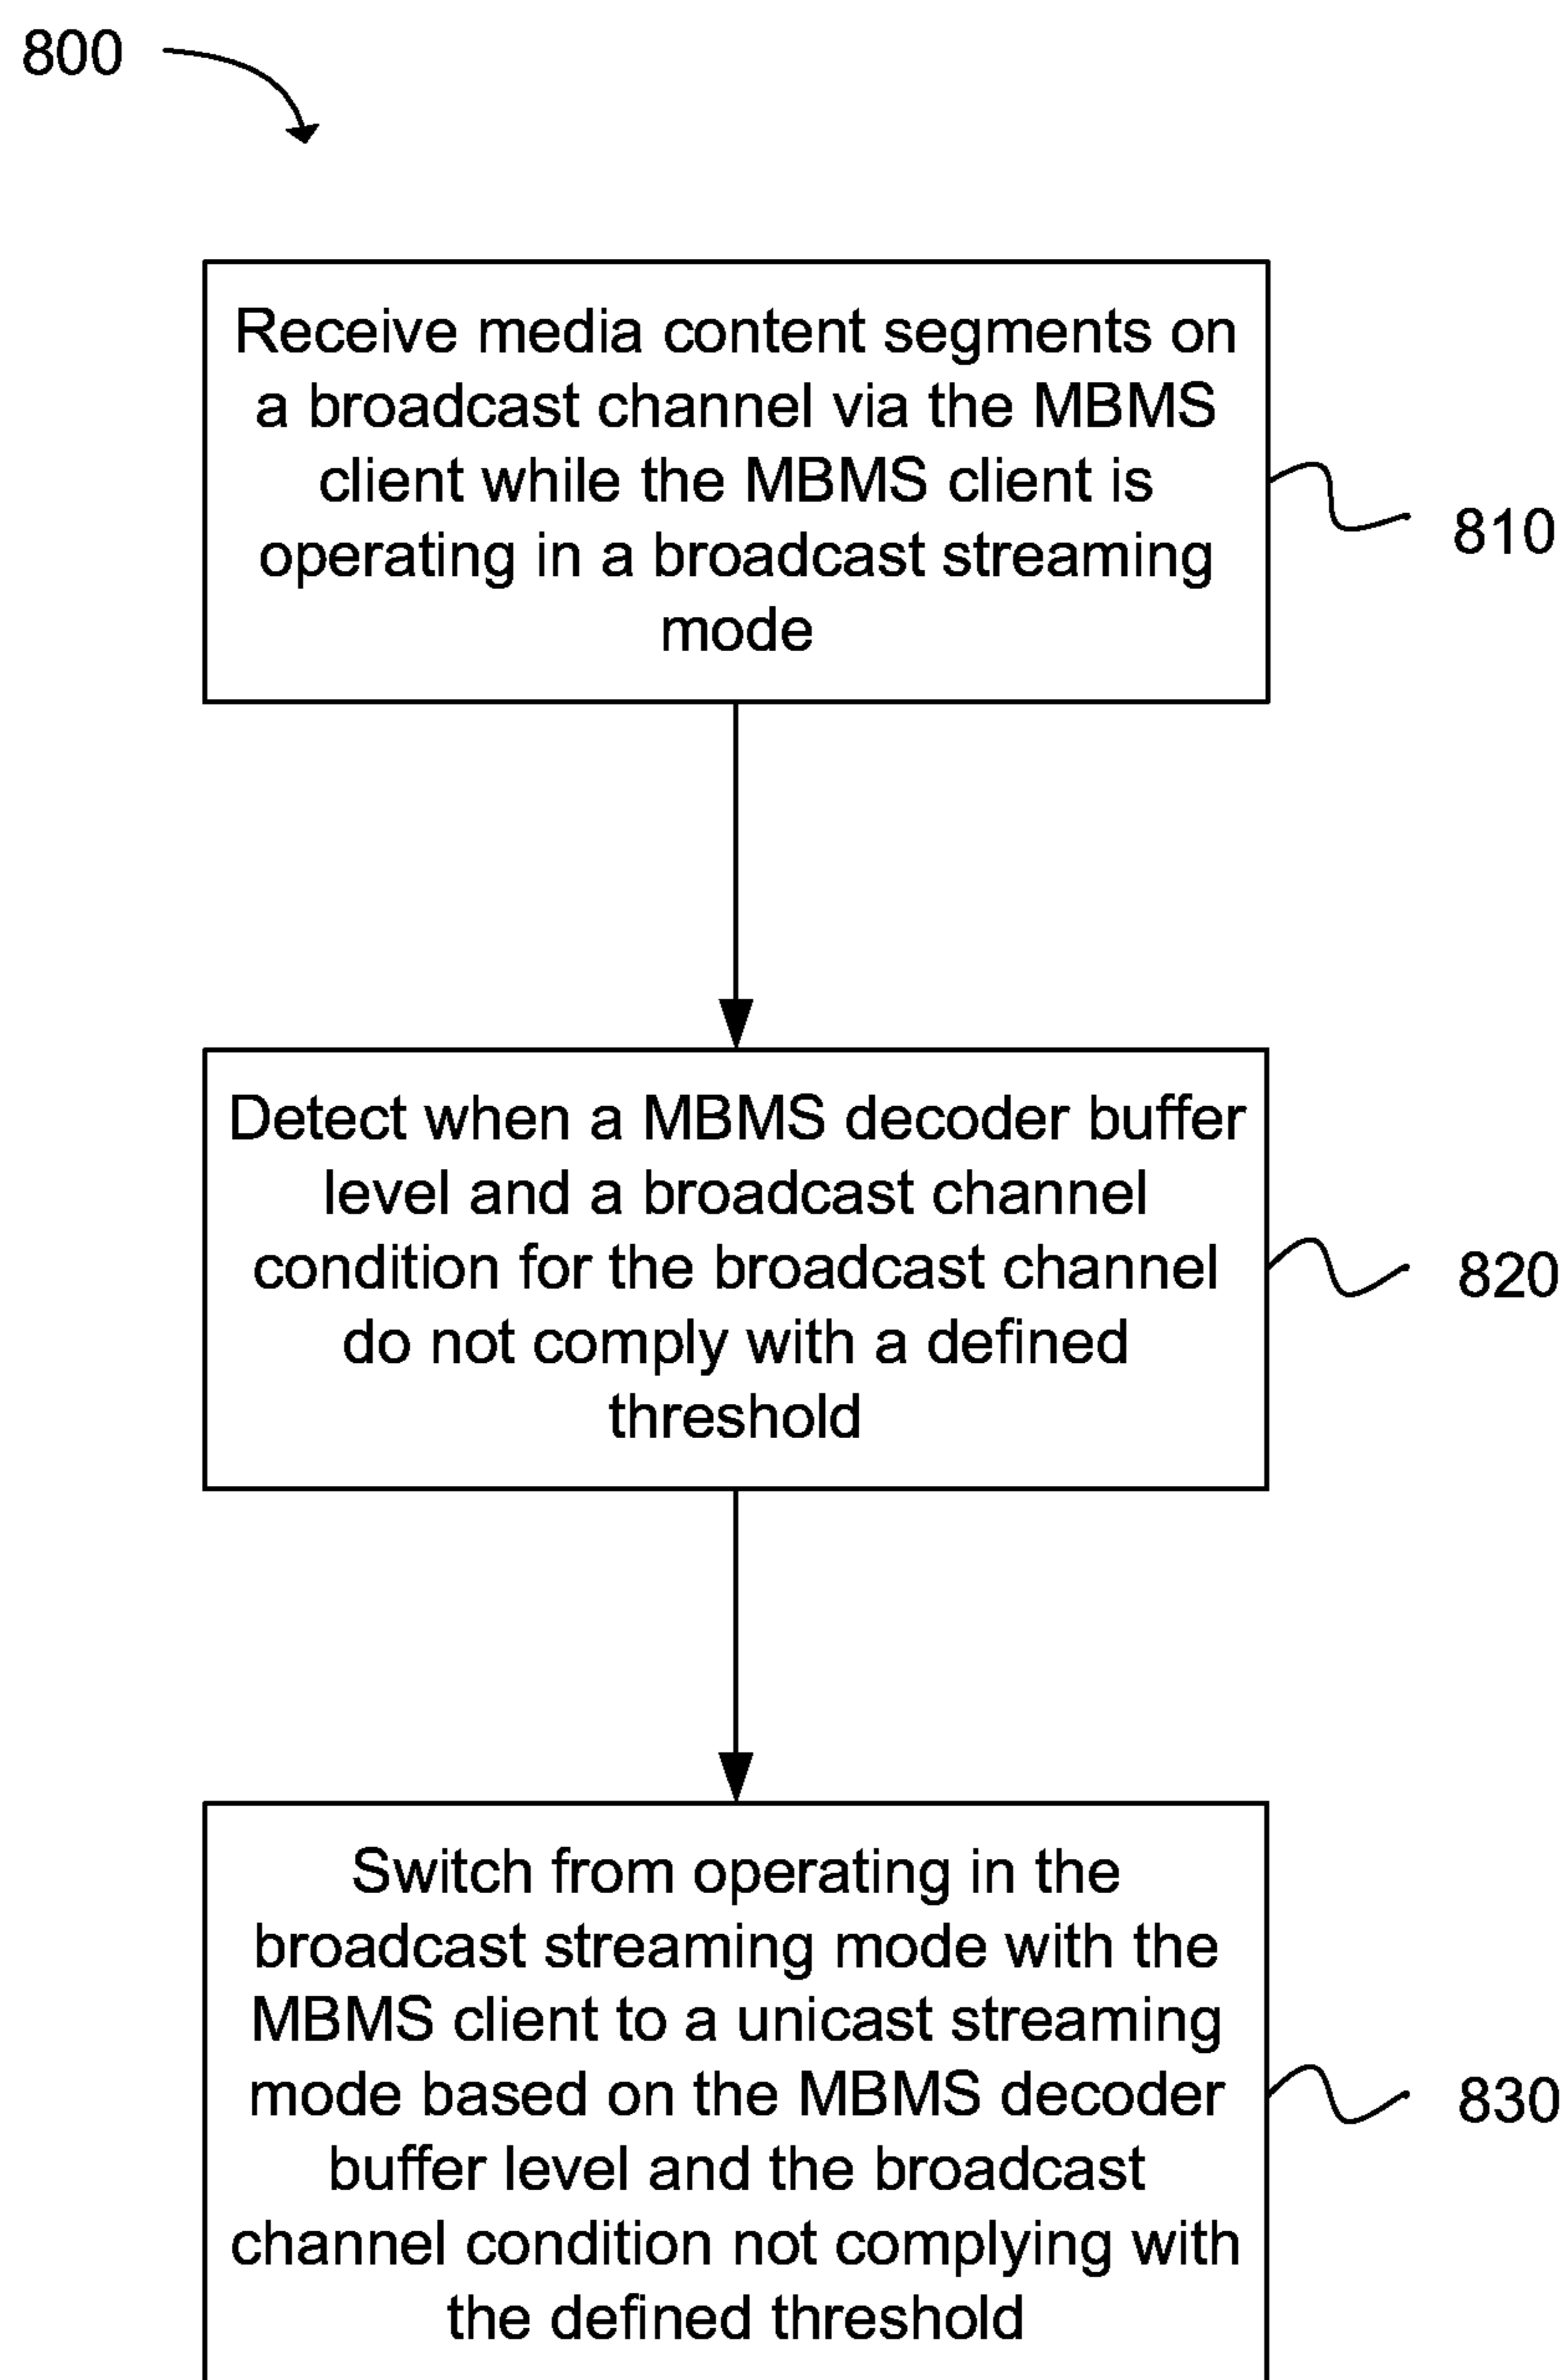 800
Receive media content segments on
a broadcast channel via the MBMS
client while the MBMS client is
operating in a broadcast streaming
mode
810
Detect when a MBMS decoder buffer
level and a broadcast channel
condition for the broadcast channel
do not comply with a defined
threshold
820
Switch from operating in the
broadcast streaming mode with the
MBMS client to a unicast streaming
mode based on the MBMS decoder
buffer level and the broadcast
channel condition not complying with
the defined threshold
830